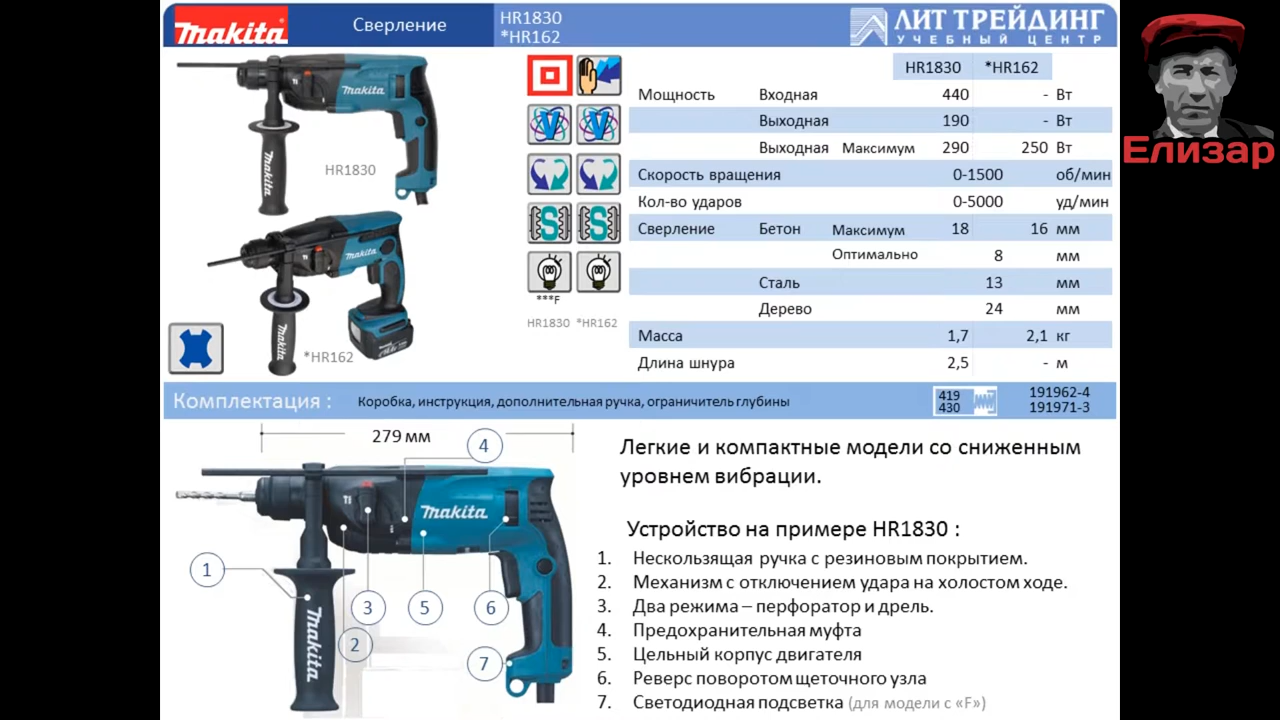 Makita
Сверление
HR1830
*HR162
ЛИТ ТРЕЙДИНГ
УЧЕБНЫЙ ЦЕНТР
Елизар
makita
HR1830
makita
makita
*HR162
makita
***F
HR1830 *HR162
HR1830 *HR162
Мощность Входная 440 - Вт
Выходная 190 - Вт
Выходная Максимум 290 250 Вт
Скорость вращения 0-1500 об/мин
Кол-во ударов 0-5000 уд/мин
Сверление Бетон Максимум 18 16 мм
Оптимально 8 мм
Сталь 13 мм
Дерево 24 мм
Масса 1,7 2,1 кг
Длина шнура 2,5 - м
Комплектация : Коробка, инструкция, дополнительная ручка, ограничитель глубины
419 191962-4
430 191971-3
279 мм
4
makita
1
makita
3
5
6
2
7
Легкие и компактные модели со сниженным
уровнем вибрации.
Устройство на примере HR1830 :
1. Нескользящая ручка с резиновым покрытием.
2. Механизм с отключением удара на холостом ходе.
3. Два режима – перфоратор и дрель.
4. Предохранительная муфта
5. Цельный корпус двигателя
6. Реверс поворотом щеточного узла
7. Светодиодная подсветка (для модели с «F»)